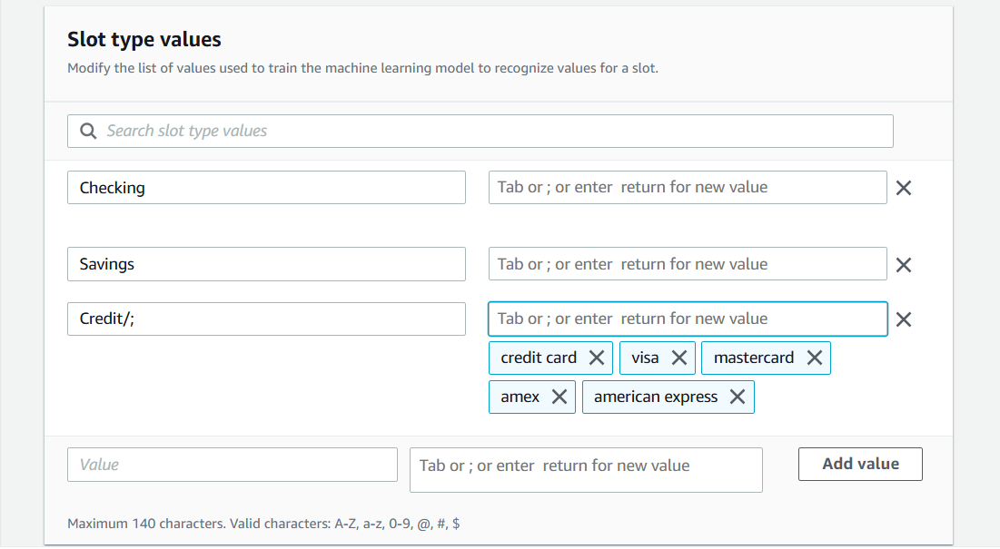 Slot type values
Modify the list of values used to train the machine learning model to recognize values for a slot.
Search slot type values
Checking
Tab or ; or enter  return for new value
Savings
Tab or ; or enter  return for new value
Credit/;
Tab or ; or enter  return for new value
credit card
visa
mastercard
amex
american express
Value
Tab or ; or enter  return for new value
Add value
Maximum 140 characters. Valid characters: A-Z, a-z, 0-9, @, #, $